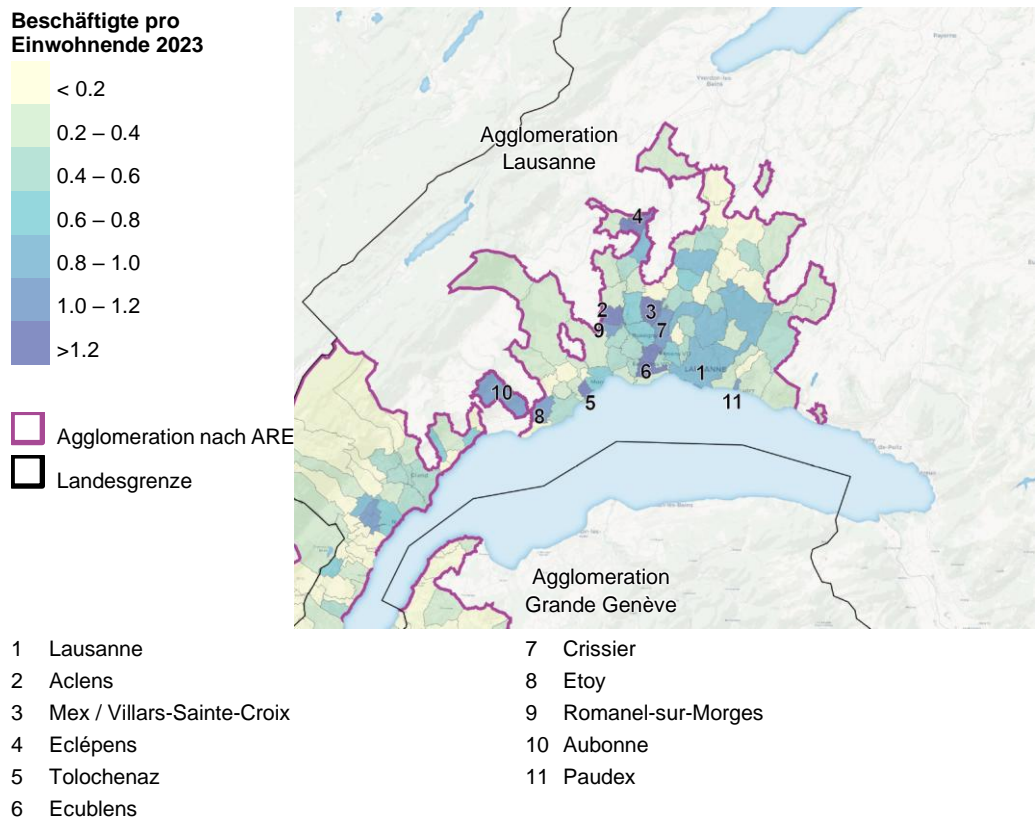 Beschäftigte pro
Einwohnende 2023
< 0.2
0.2 – 0.4
0.4 – 0.6
0.6 – 0.8
0.8 – 1.0
1.0 – 1.2
>1.2
Agglomeration nach ARE
Landesgrenze
Agglomeration
Lausanne
4
2
3
9
7
6
1
10
8
5
11
LAUSANNE
Agglomeration
Grande Genève
1 Lausanne
2 Aclens
3 Mex / Villars-Sainte-Croix
4 Eclépens
5 Tolochenaz
6 Ecublens
7 Crissier
8 Etoy
9 Romanel-sur-Morges
10 Aubonne
11 Paudex